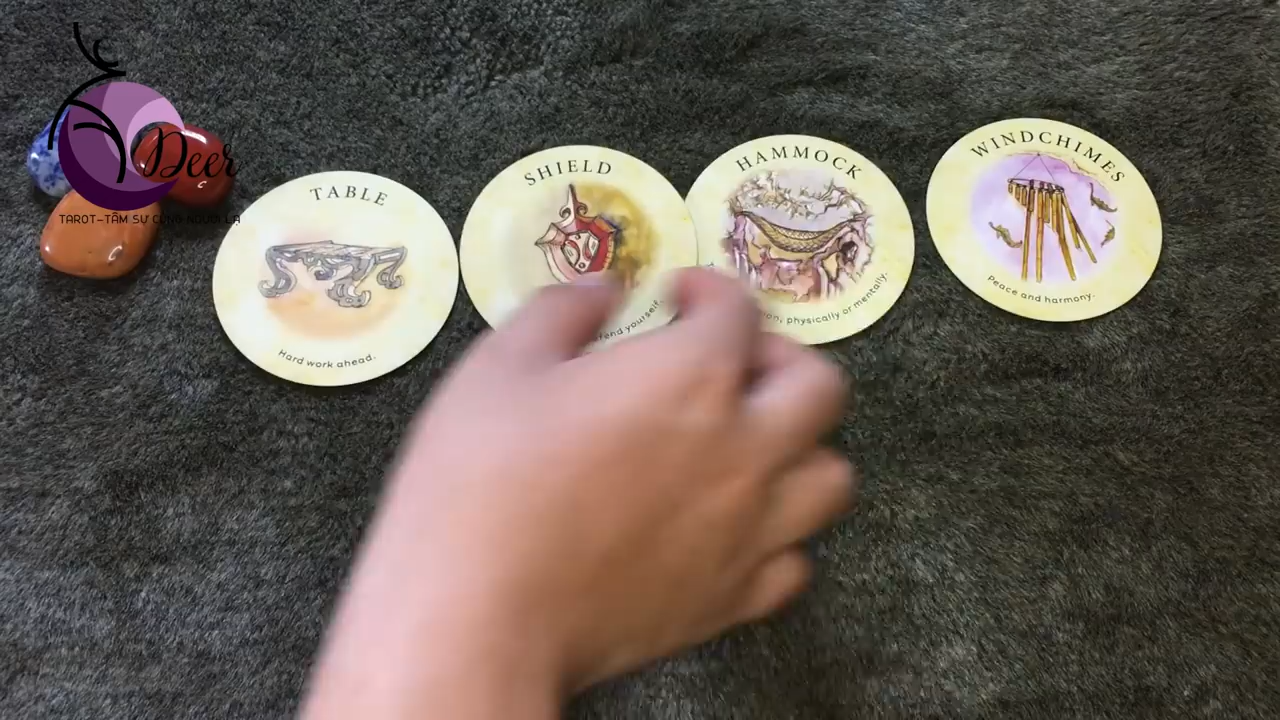 Deer
TAROT-TÂM SỰ CÙNG NGƯỜI LẠ
TABLE
Hard work ahead.
SHIELD
yourself.
HAMMOCK
physically or mentally.
WINDCHIMES
Peace and harmony.